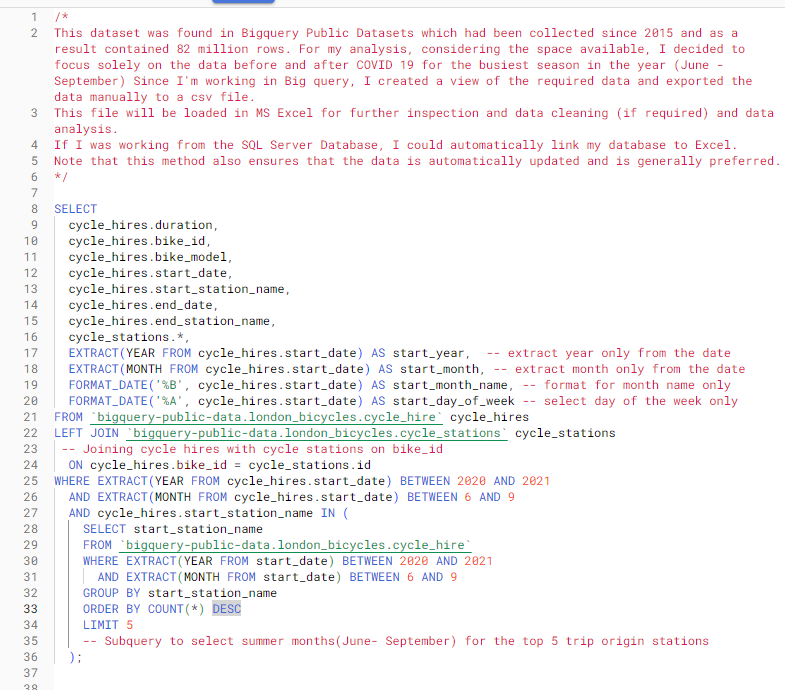 1 /*
2 This dataset was found in Bigquery Public Datasets which had been collected since 2015 and as a
result contained 82 million rows. For my analysis, considering the space available, I decided to
focus solely on the data before and after COVID 19 for the busiest season in the year (June -
September) Since I'm working in Big query, I created a view of the required data and exported the
data manually to a csv file.
3 This file will be loaded in MS Excel for further inspection and data cleaning (if required) and data
analysis.
4 If I was working from the SQL Server Database, I could automatically link my database to Excel.
5 Note that this method also ensures that the data is automatically updated and is generally preferred.
6 */
7
8 SELECT
9 cycle_hires.duration,
10 cycle_hires.bike_id,
11 cycle_hires.bike_model,
12 cycle_hires.start_date,
13 cycle_hires.start_station_name,
14 cycle_hires.end_date,
15 cycle_hires.end_station_name,
16 cycle_stations.*,
17 EXTRACT(YEAR FROM cycle_hires.start_date) AS start_year, -- extract year only from the date
18 EXTRACT(MONTH FROM cycle_hires.start_date) AS start_month, -- extract month only from the date
19 FORMAT_DATE('%B', cycle_hires.start_date) AS start_month_name, -- format for month name only
20 FORMAT_DATE('%A', cycle_hires.start_date) AS start_day_of_week -- select day of the week only
21 FROM `bigquery-public-data.london_bicycles.cycle_hire` cycle_hires
22 LEFT JOIN `bigquery-public-data.london_bicycles.cycle_stations` cycle_stations
23 -- Joining cycle hires with cycle stations on bike_id
24 ON cycle_hires.bike_id = cycle_stations.id
25 WHERE EXTRACT(YEAR FROM cycle_hires.start_date) BETWEEN 2020 AND 2021
26 AND EXTRACT(MONTH FROM cycle_hires.start_date) BETWEEN 6 AND 9
27 AND cycle_hires.start_station_name IN (
28 SELECT start_station_name
29 FROM `bigquery-public-data.london_bicycles.cycle_hire`
30 WHERE EXTRACT(YEAR FROM start_date) BETWEEN 2020 AND 2021
31 AND EXTRACT(MONTH FROM start_date) BETWEEN 6 AND 9
32 GROUP BY start_station_name
33 ORDER BY COUNT(*) DESC
34 LIMIT 5
35 -- Subquery to select summer months(June- September) for the top 5 trip origin stations
36 );
37
38